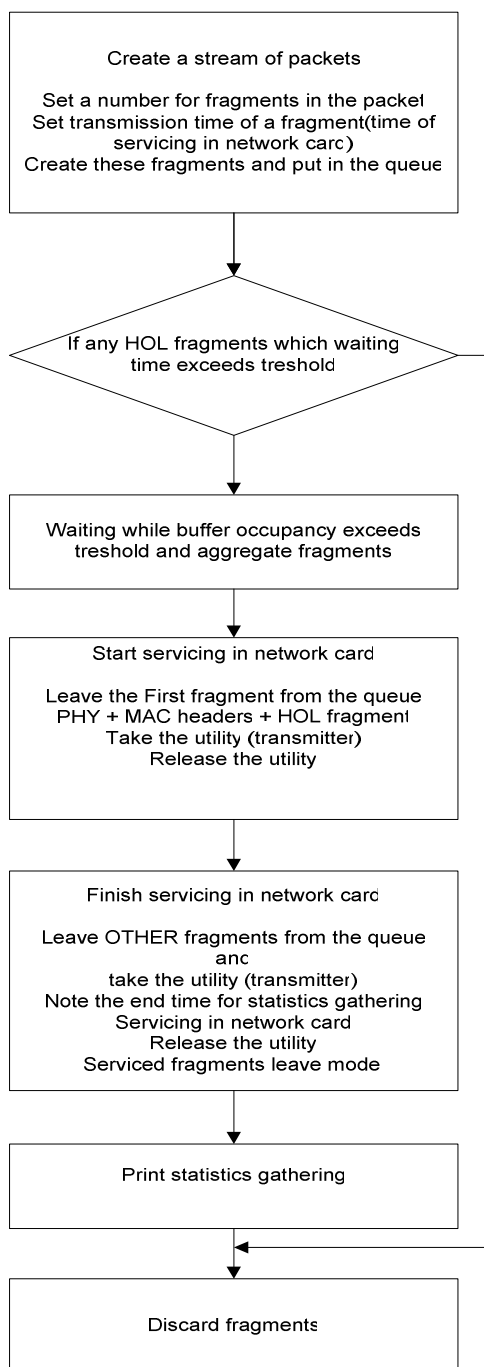 Create a stream of packets
Set a number for fragments in the packet
Set transmission time of a fragment(time of
servicing in network card)
Create these fragments and put in the queue
If any HOL fragments which waiting
time exceeds treshold
Waiting while buffer occupancy exceeds
treshold and aggregate fragments
Start servicing in network card
Leave the First fragment from the queue
PHY + MAC headers + HOL fragment
Take the utility (transmitter)
Release the utility
Finish servicing in network card
Leave OTHER fragments from the queue
and
take the utility (transmitter)
Note the end time for statistics gathering
Servicing in network card
Release the utility
Serviced fragments leave mode
Print statistics gathering
Discard fragments